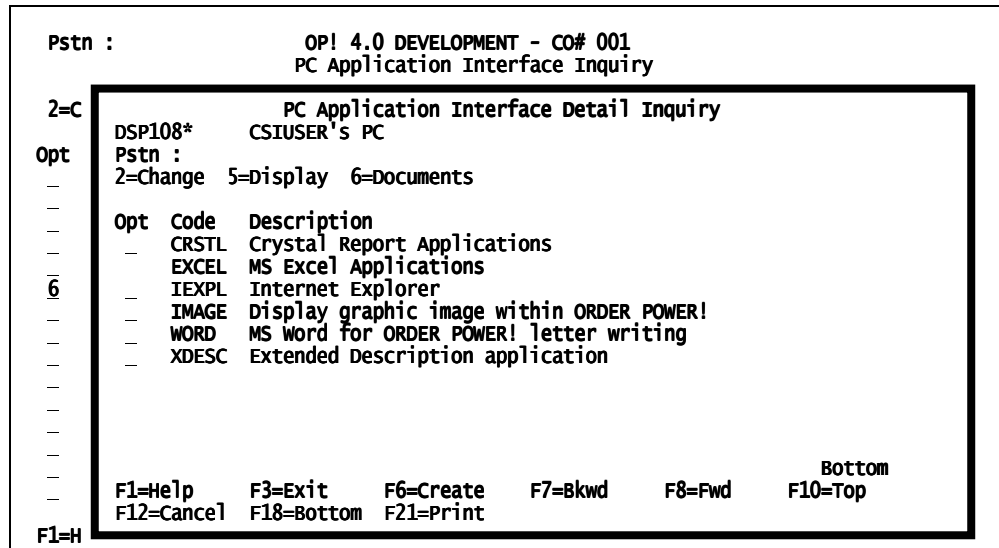 Pstn : OP! 4.0 DEVELOPMENT - CO# 001
PC Application Interface Inquiry
2=C PC Application Interface Detail Inquiry
DSP108* CSIUSER's PC
Opt Pstn :
_ 2=Change 5=Display 6=Documents
_
_ Opt Code Description
_ _ CRSTL Crystal Report Applications
_ EXCEL MS Excel Applications
6 _ IEXPL Internet Explorer
_ _ IMAGE Display graphic image within ORDER POWER!
_ _ WORD MS Word for ORDER POWER! letter writing
_ _ XDESC Extended Description application
_
_
_
_
_ Bottom
_ F1=Help F3=Exit F6=Create F7=Bkwd F8=Fwd F10=Top
F12=Cancel F18=Bottom F21=Print
F1=H